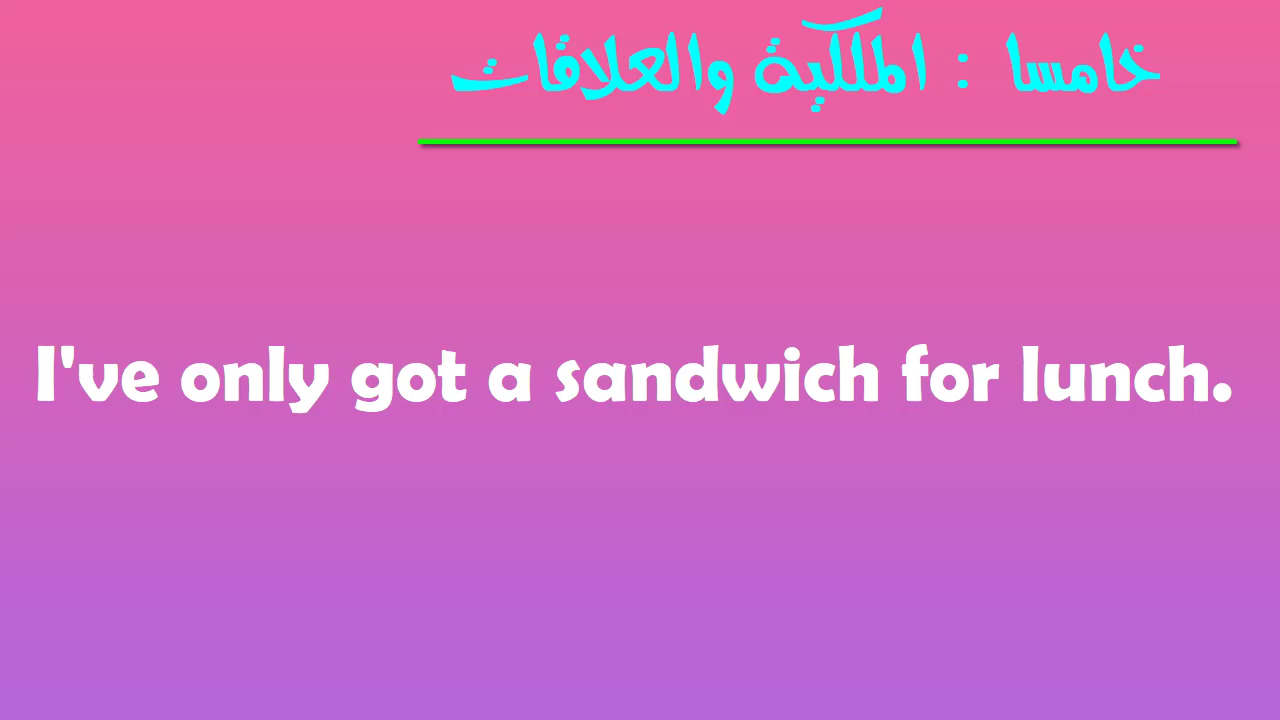 خامسا : الملكية والعلاقات
I've only got a sandwich for lunch.